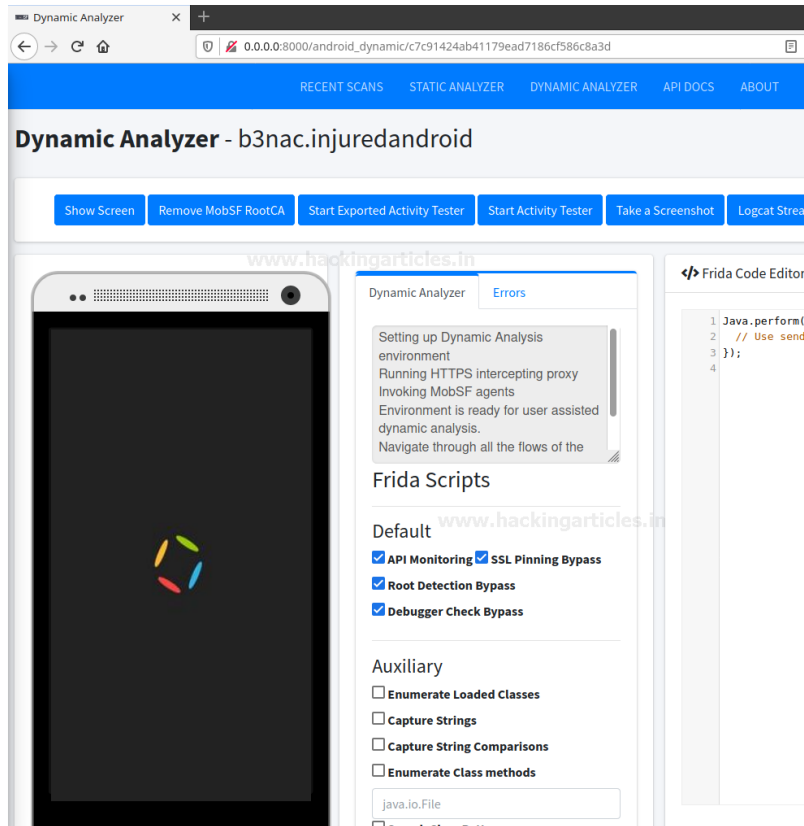 Dynamic Analyzer
0.0.0.0:8000/android_dynamic/c7c91424ab41179ead7186cf586c8a3d
RECENT SCANS STATIC ANALYZER DYNAMIC ANALYZER API DOCS ABOUT
Dynamic Analyzer - b3nac.injuredandroid
Show Screen Remove MobSF RootCA Start Exported Activity Tester Start Activity Tester Take a Screenshot Logcat Strea
www.hackingarticles.in
Dynamic Analyzer Errors
Setting up Dynamic Analysis
environment
Running HTTPS intercepting proxy
Invoking MobSF agents
Environment is ready for user assisted
dynamic analysis.
Navigate through all the flows of the
Frida Scripts
www.hackingarticles.in
Default
API Monitoring SSL Pinning Bypass
Root Detection Bypass
Debugger Check Bypass
Auxiliary
Enumerate Loaded Classes
Capture Strings
Capture String Comparisons
Enumerate Class methods
java.io.File
</> Frida Code Editor
1 Java.perform(
2 // Use send
3 });
4